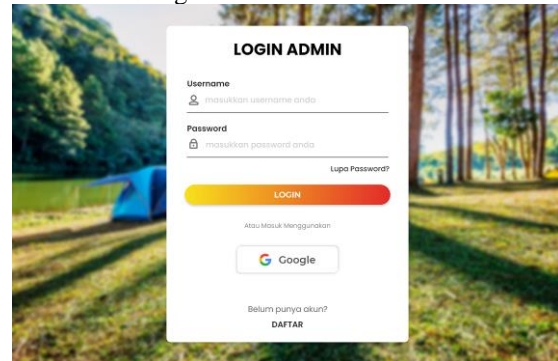 LOGIN ADMIN
Username
masukkan username anda
Password
masukkan password anda
Lupa Password?
LOGIN
Atau Masuk Menggunakan
Google
Belum punya akun?
DAFTAR